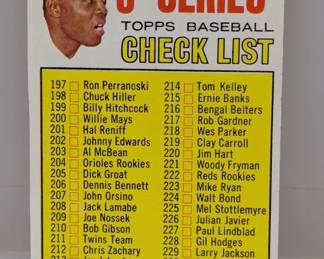 SERIES
TOPPS BASEBALL
CHECK LIST
197 Ron Perranoski
198 Chuck Hiller
199 Billy Hitchcock
200 Willie Mays
201 Hal Reniff
202 Johnny Edwards
203 Al McBean
204 Orioles Rookies
205 Dick Groat
206 Dennis Bennett
207 John Orsino
208 Jack Lamabe
209 Joe Nossek
210 Bob Gibson
211 Twins Team
212 Chris Zachary
214 Tom Kelley
215 Ernie Banks
216 Bengal Belters
217 Rob Gardner
218 Wes Parker
219 Clay Carroll
220 Jim Hart
221 Woody Fryman
222 Reds Rookies
223 Mike Ryan
224 Walt Bond
225 Mel Stottlemyre
226 Julian Javier
227 Paul Lindblad
228 Gil Hodges
229 Larry Jackson